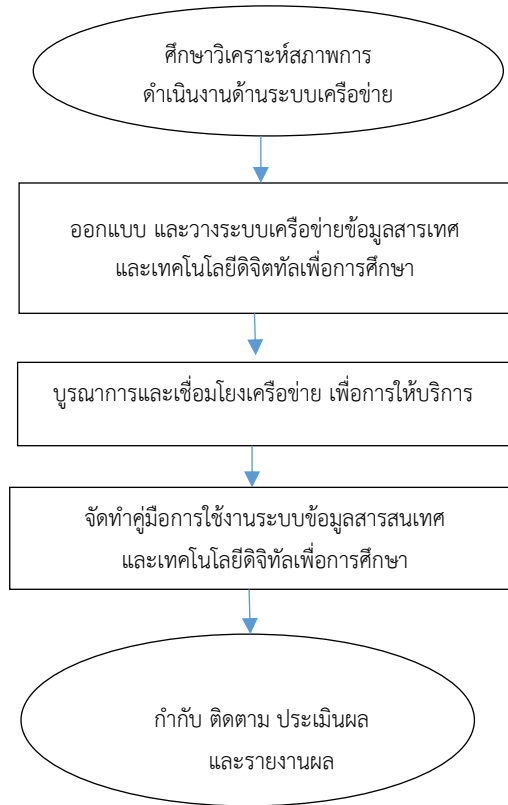 ศึกษาวิเคราะห์สภาพการ
ดำเนินงานด้านระบบเครือข่าย
ออกแบบ และวางระบบเครือข่ายข้อมูลสารเทศ
และเทคโนโลยีดิจิตทัลเพื่อการศึกษา
บูรณาการและเชื่อมโยงเครือข่าย เพื่อการให้บริการ
จัดทำคู่มือการใช้งานระบบข้อมูลสารสนเทศ
และเทคโนโลยีดิจิทัลเพื่อการศึกษา
กำกับ ติดตาม ประเมินผล
และรายงานผล